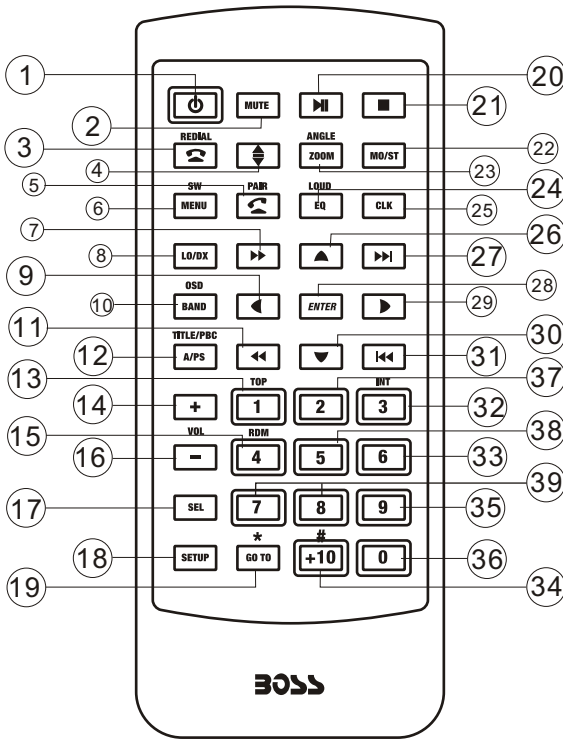 1 20
MUTE
2 21
REDIAL ANGLE
3 ZOOM MO/ST 22
4 23
5 SW PAIR LOUD 24
6 MENU EQ CLK 25
7 26
8 LO/DX 27
9 OSD 28
10 BAND ENTER 29
11 TITLE/PBC 30
12 A/PS 31
13 TOP INT 37
14 + 1 2 3 32
15 VOL RDM 38
16 - 4 5 6 33
39
17 SEL 7 8 9 35
* #
18 SETUP GO TO +10 0 36
19 34
BOSS